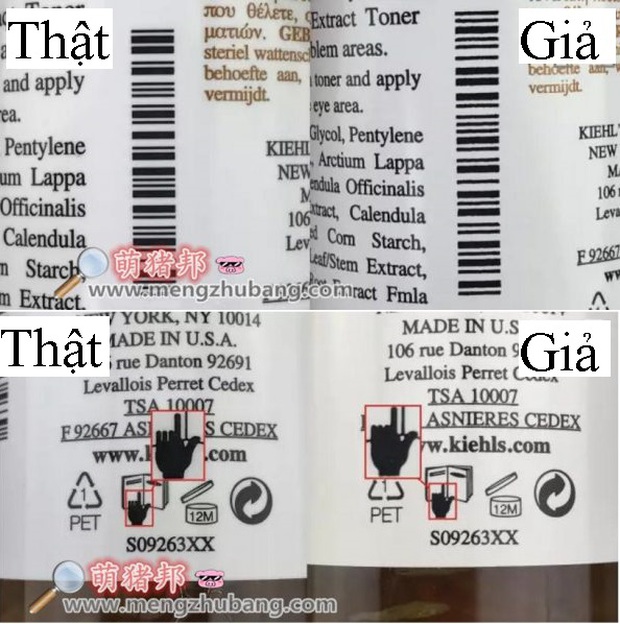 Thật
που θέλετε,
ματιών. GEB
steriel wattensc
behoefte aan,
vermijdt.
and apply
rea.
Pentylene
um Lappa
Officinalis
Calendula
n Starch
m Extract.
KIEHL
NEW
M
106
Lev
萌猪邦
www.mengzhubang.com
Giả
Extract Toner
blem areas.
toner and apply
eye area.
Glycol, Pentylene
, Arctium Lappa
endula Officinalis
xtract, Calendula
ed Corn Starch,
Leaf/Stem Extract,
Extract Fmla
behoefte aan,
vermijdt.
KIEHL'
NEW
M
106
Leva
F 92667
Thật
YORK, NY 10014
MADE IN U.S.A.
rue Danton 92691
Levallois Perret Cedex
TSA 10007
F 92667 AS S CEDEX
www.k .com
PET
12M
S09263XX
萌猪邦
www.mengzhubang.com
Giả
MADE IN U.S
106 rue Danton 9
Levallois Perret Cedex
TSA 10007
ASNIERES CEDEX
w.kiehls.com
1
PET
12M
S09263XX